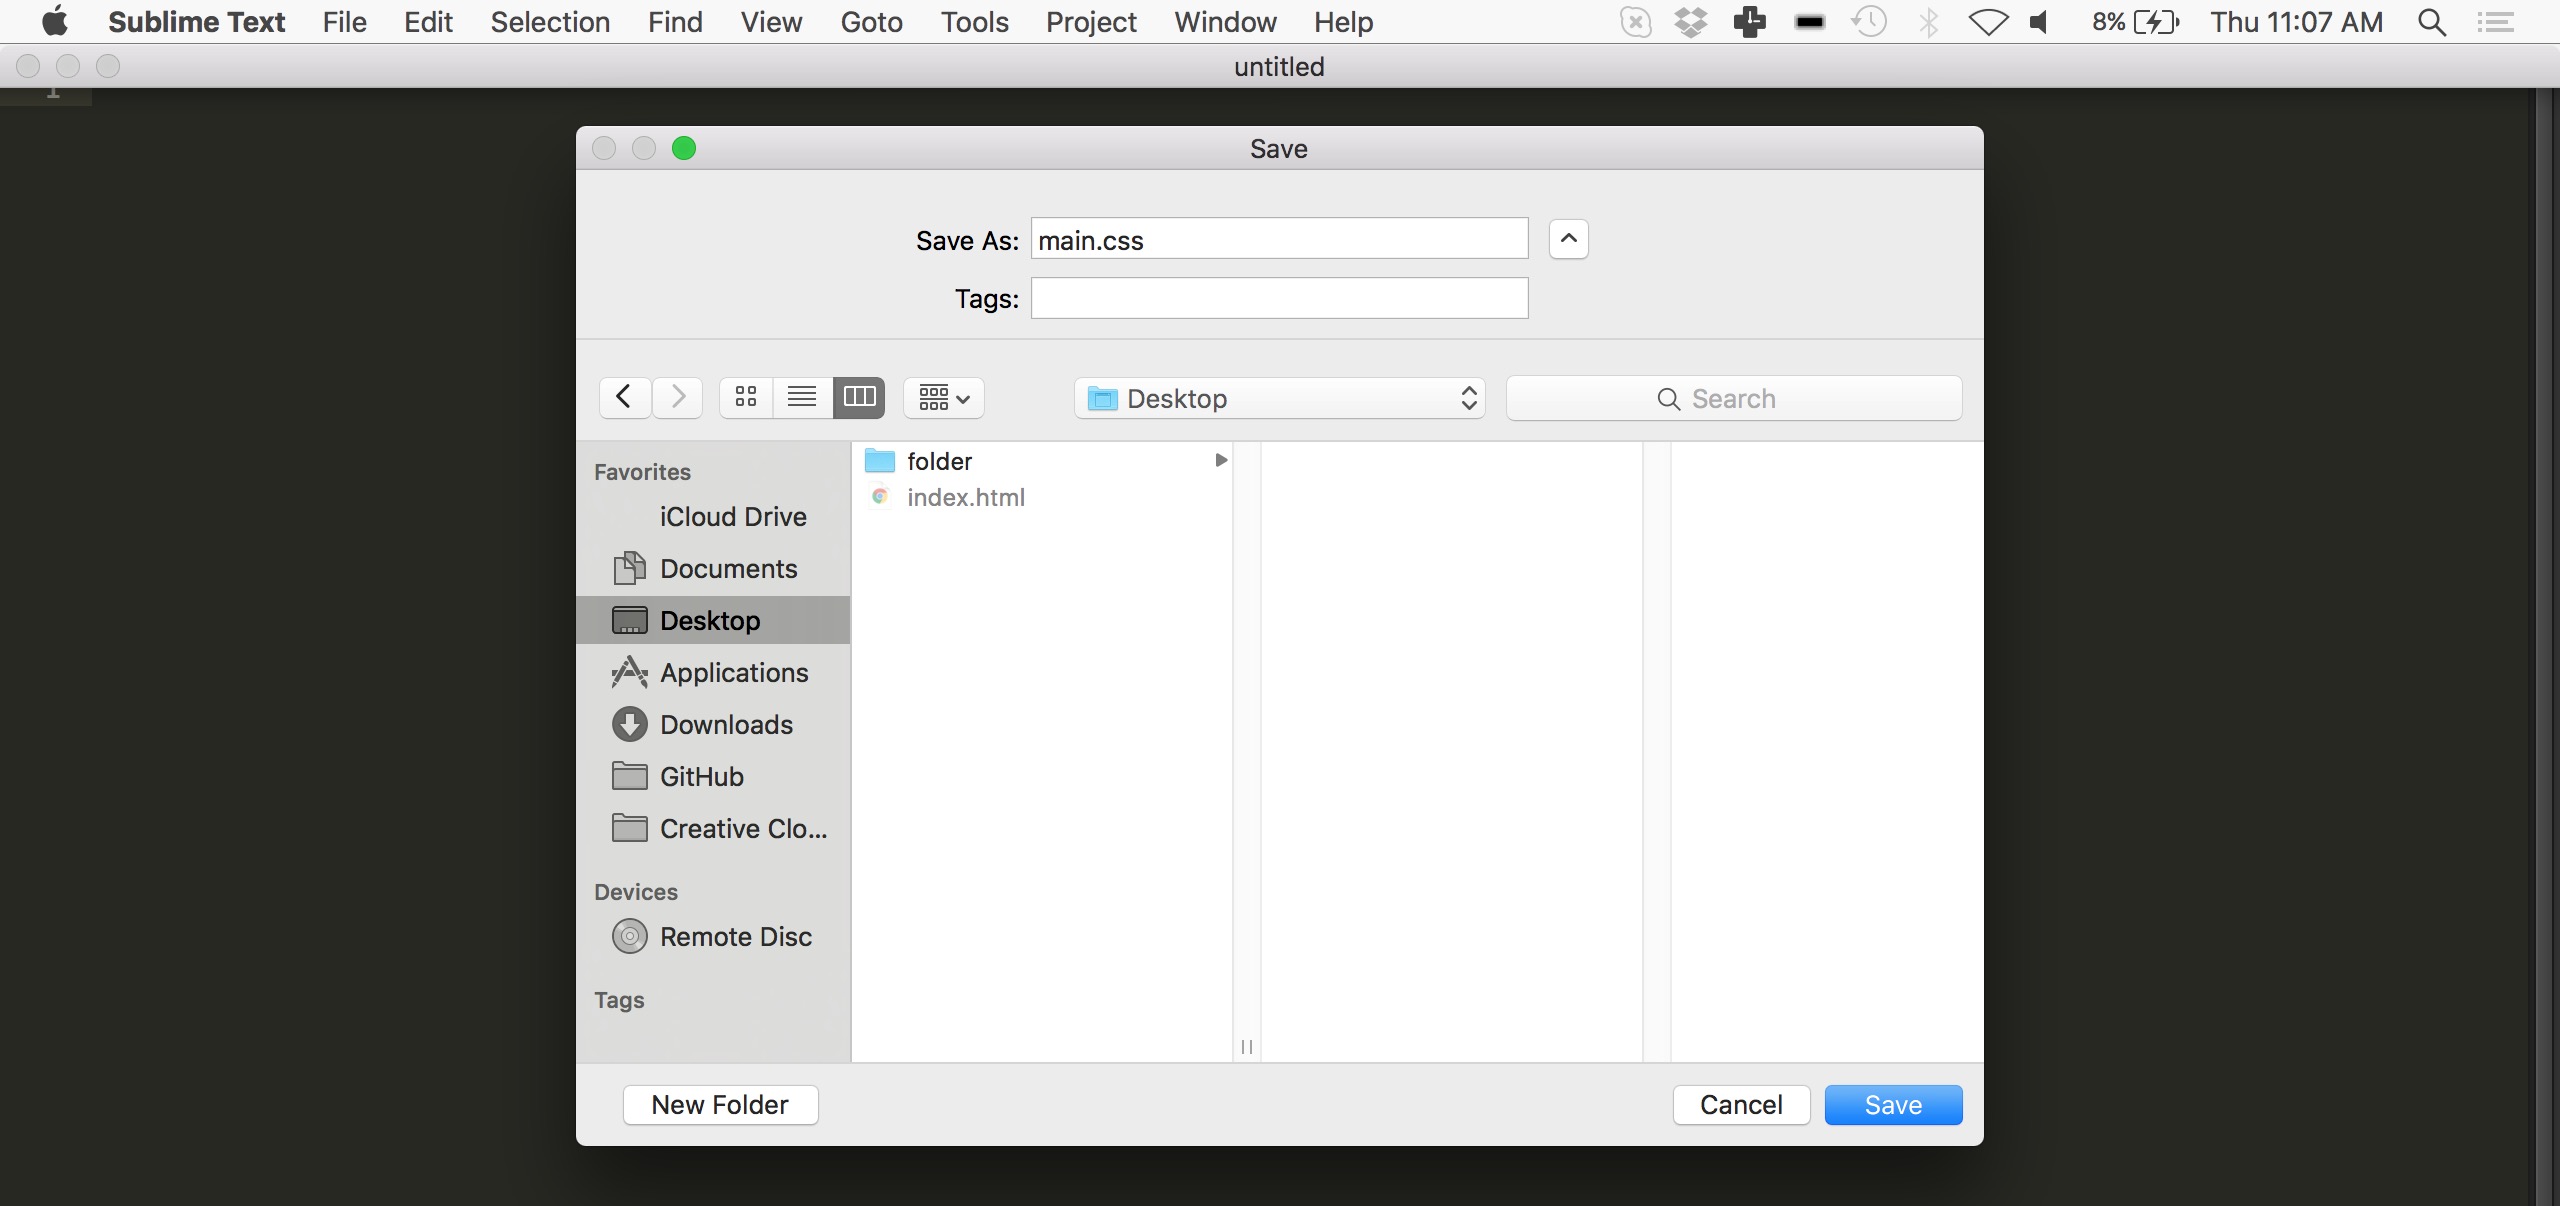 Sublime Text File Edit Selection Find View Goto Tools Project Window Help 8% Thu 11:07 AM
untitled
1
Save
Save As: main.css
Tags:
Desktop Search
Favorites
iCloud Drive
Documents
Desktop
Applications
Downloads
GitHub
Creative Clo...
Devices
Remote Disc
Tags
folder
index.html
New Folder Cancel Save